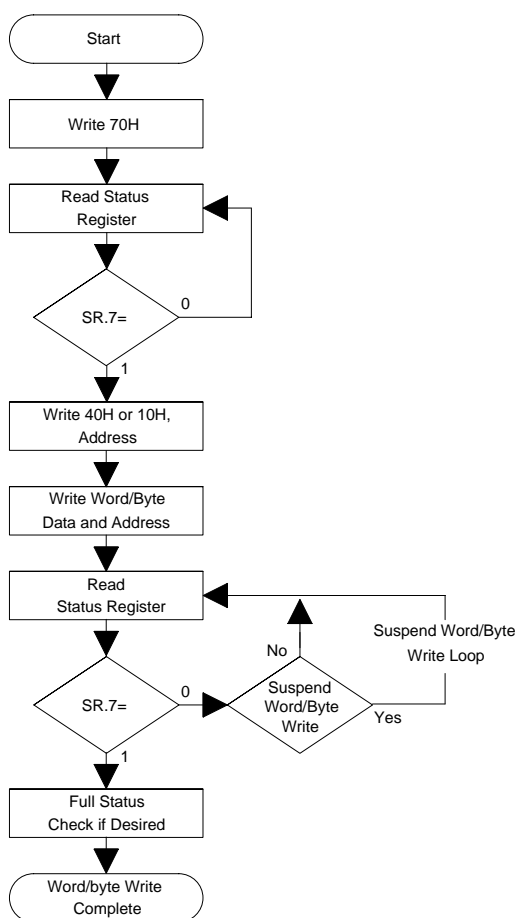 Start
Write 70H
Read Status
Register
0
SR.7=
1
Write 40H or 10H,
Address
Write Word/Byte
Data and Address
Read
Status Register
Suspend Word/Byte
Write Loop
No
0
SR.7=
Suspend
Word/Byte
Write
Yes
1
Full Status
Check if Desired
Word/byte Write
Complete